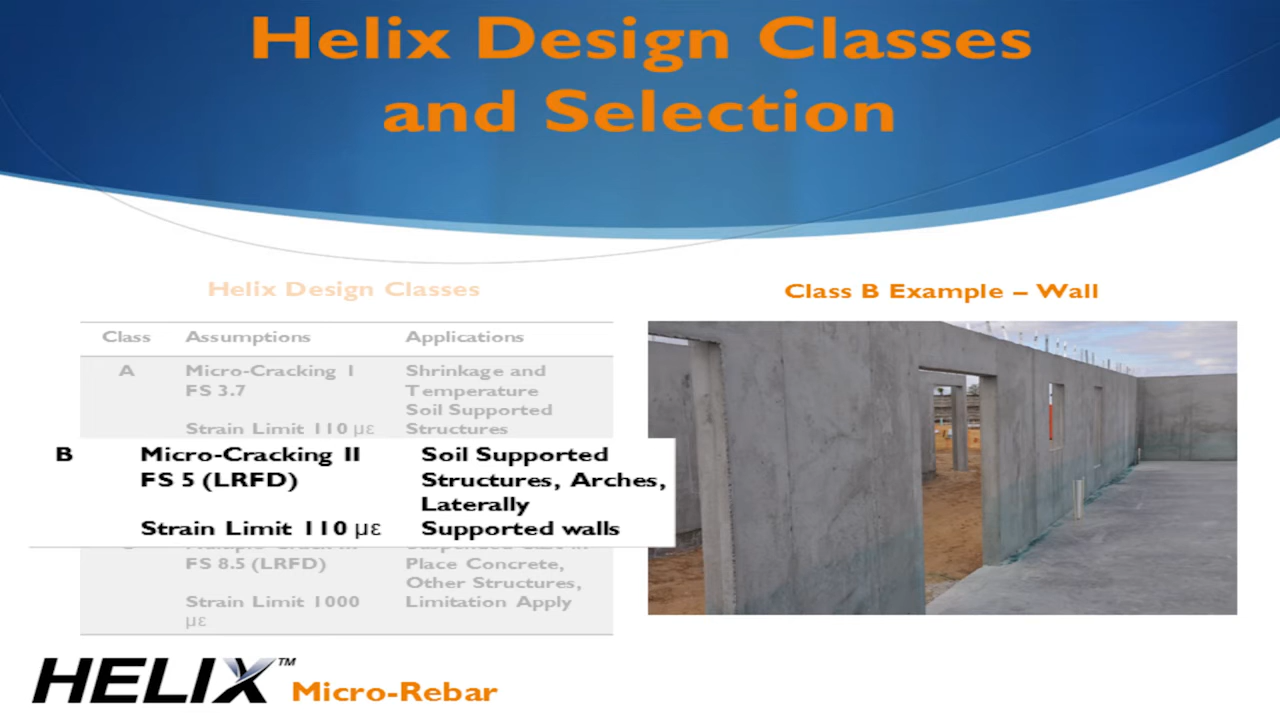 Helix Design Classes
and Selection
Helix Design Classes
Class Assumptions Applications
A Micro-Cracking I Shrinkage and
FS 3.7 Temperature
Soil Supported
Strain Limit 110 με Structures
B Micro-Cracking II Soil Supported
FS 5 (LRFD) Structures, Arches,
Laterally
Strain Limit 110 με Supported walls
FS 8.5 (LRFD) Place Concrete,
Other Structures,
Strain Limit 1000 Limitation Apply
με
Class B Example – Wall
HELIX™ Micro-Rebar